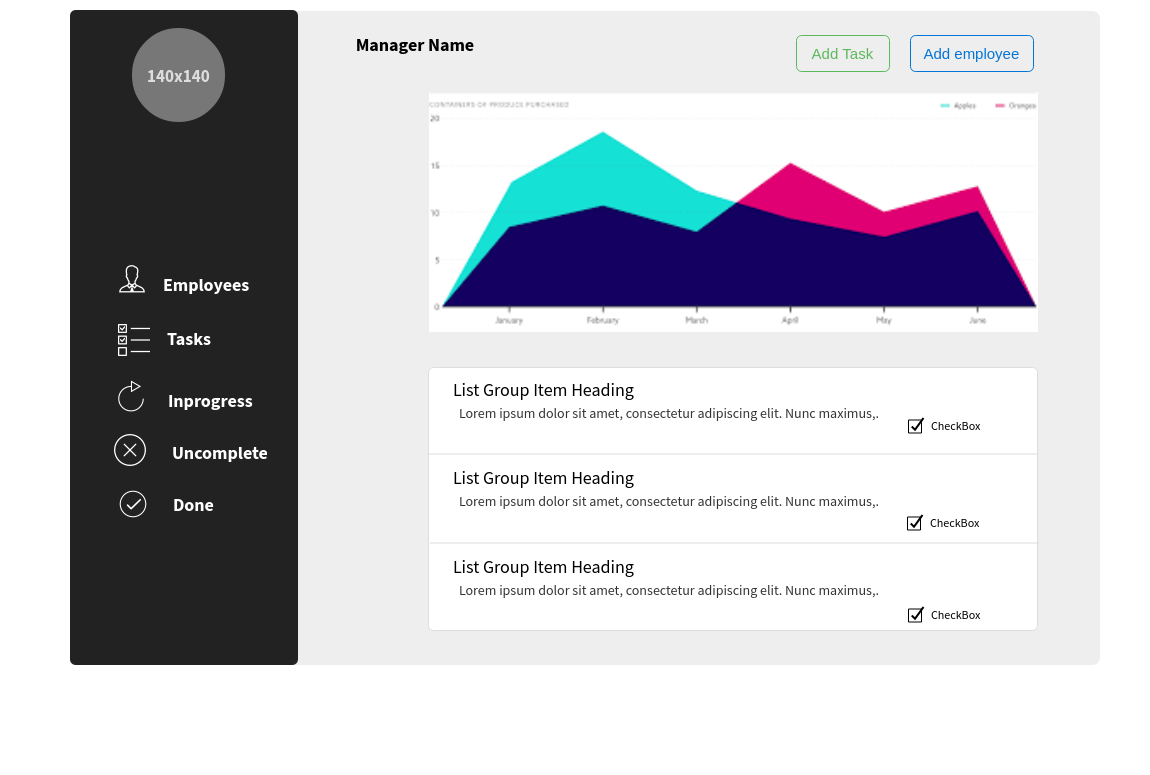 140x140
Employees
Tasks
Inprogress
Uncomplete
Done
Manager Name
Add Task
Add employee
CONTAINERS OF PRODUCE PURCHASED
Apples
Oranges
20
15
10
5
0
January
February
March
April
May
June
List Group Item Heading
Lorem ipsum dolor sit amet, consectetur adipiscing elit. Nunc maximus,.
CheckBox
List Group Item Heading
Lorem ipsum dolor sit amet, consectetur adipiscing elit. Nunc maximus,.
CheckBox
List Group Item Heading
Lorem ipsum dolor sit amet, consectetur adipiscing elit. Nunc maximus,.
CheckBox